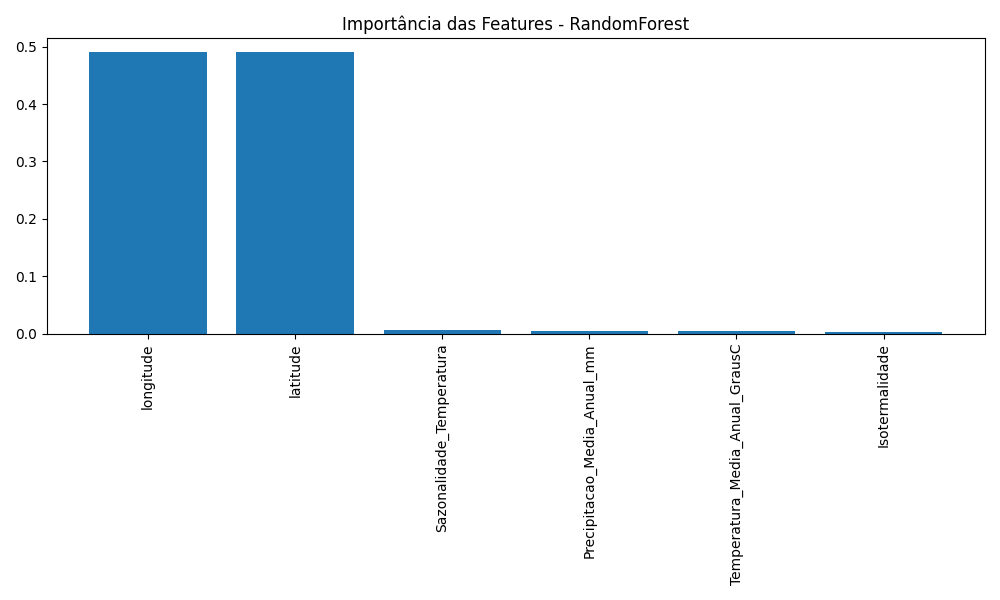 Importância das Features - RandomForest
0.5
0.4
0.3
0.2
0.1
0.0
longitude
latitude
Sazonalidade_Temperatura
Precipitacao_Media_Anual_mm
Temperatura_Media_Anual_GrausC
Isotermalidade